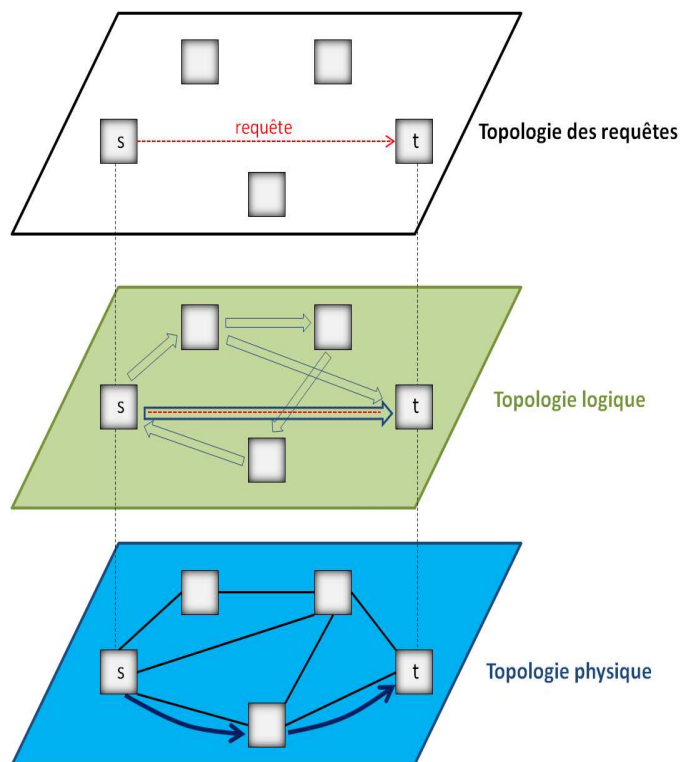 s
requête
t
Topologie des requêtes
s
t
Topologie logique
s
t
Topologie physique